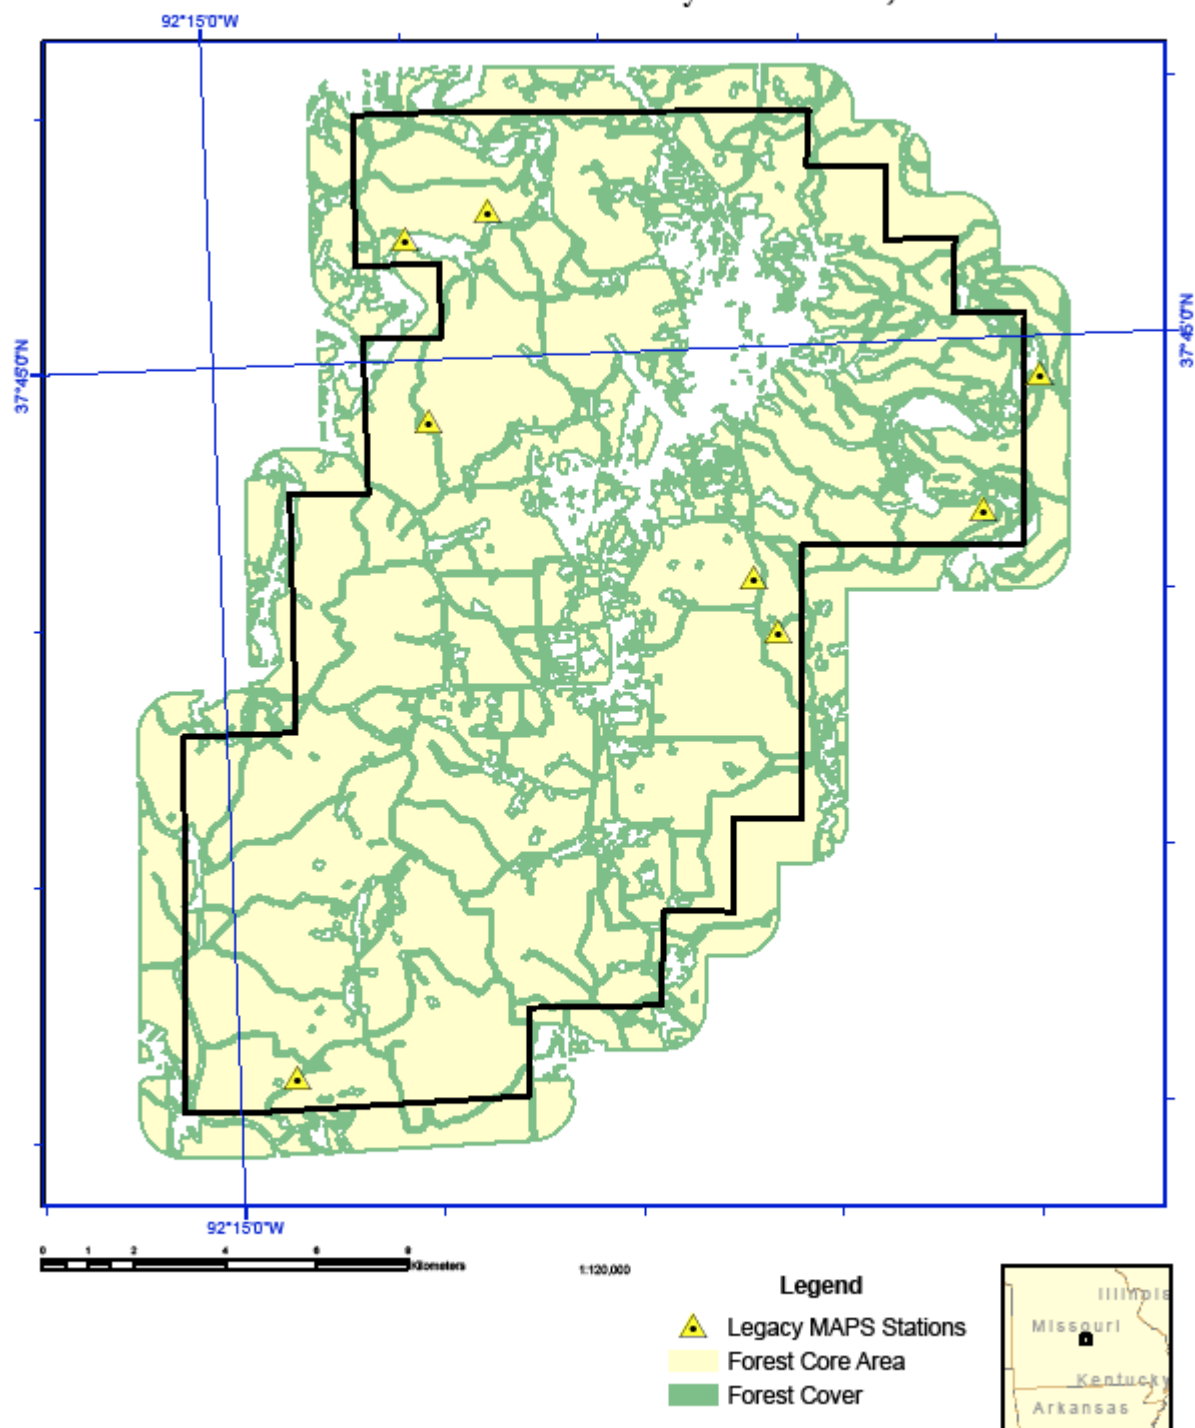 92°15'0"W
37°45'0"N
37°45'0"N
92°15'0"W
0 1 2 4 6 8
Kilometers
1:120,000
Legend
Legacy MAPS Stations
Forest Core Area
Forest Cover
Illinois
Missouri
Kentucky
Arkansas